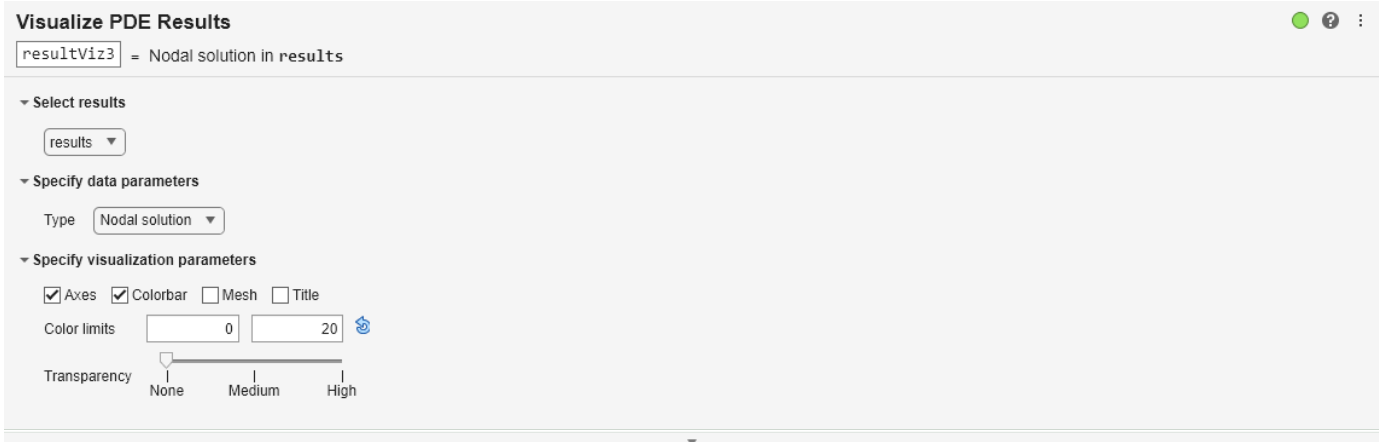 Visualize PDE Results
resultViz3 = Nodal solution in results
Select results
results
Specify data parameters
Type Nodal solution
Specify visualization parameters
Axes Colorbar Mesh Title
Color limits 0 20
Transparency
None Medium High